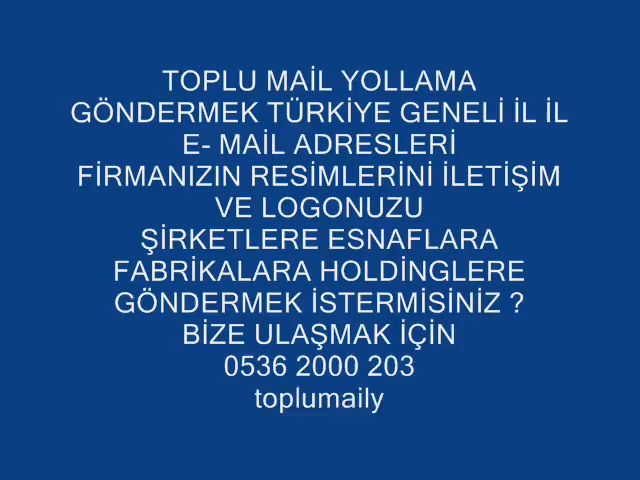 TOPLU MAİL YOLLAMA
GÖNDERMEK TÜRKİYE GENELİ İL İL
E- MAİL ADRESLERİ
FİRMANIZIN RESİMLERİNİ İLETİŞİM
VE LOGONUZU
ŞİRKETLERE ESNAFLARA
FABRİKALARA HOLDİNGLERE
GÖNDERMEK İSTERMİSİNİZ ?
BİZE ULAŞMAK İÇİN
0536 2000 203
toplumaily